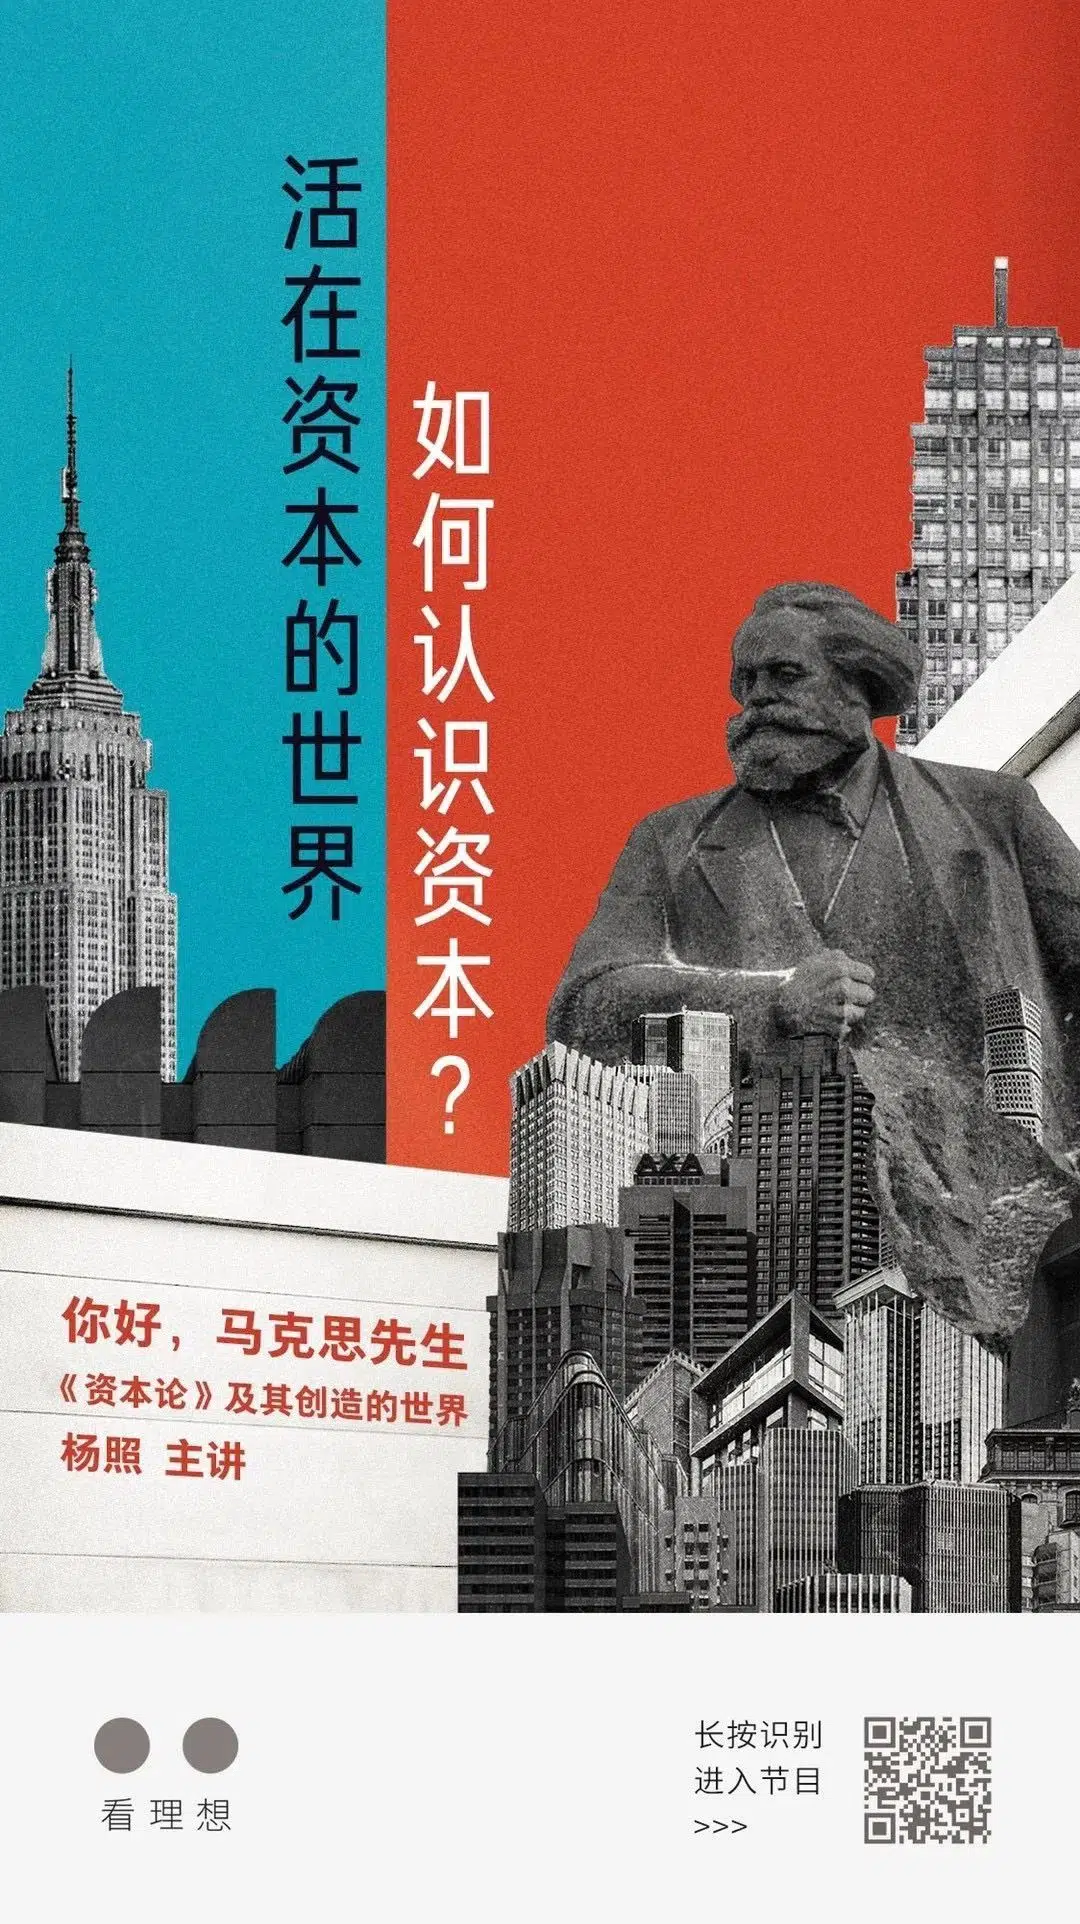 活在资本的世界
如何认识资本？
AXA
你好，马克思先生
《资本论》及其创造的世界
杨照 主讲
看理想
长按识别
进入节目
>>>